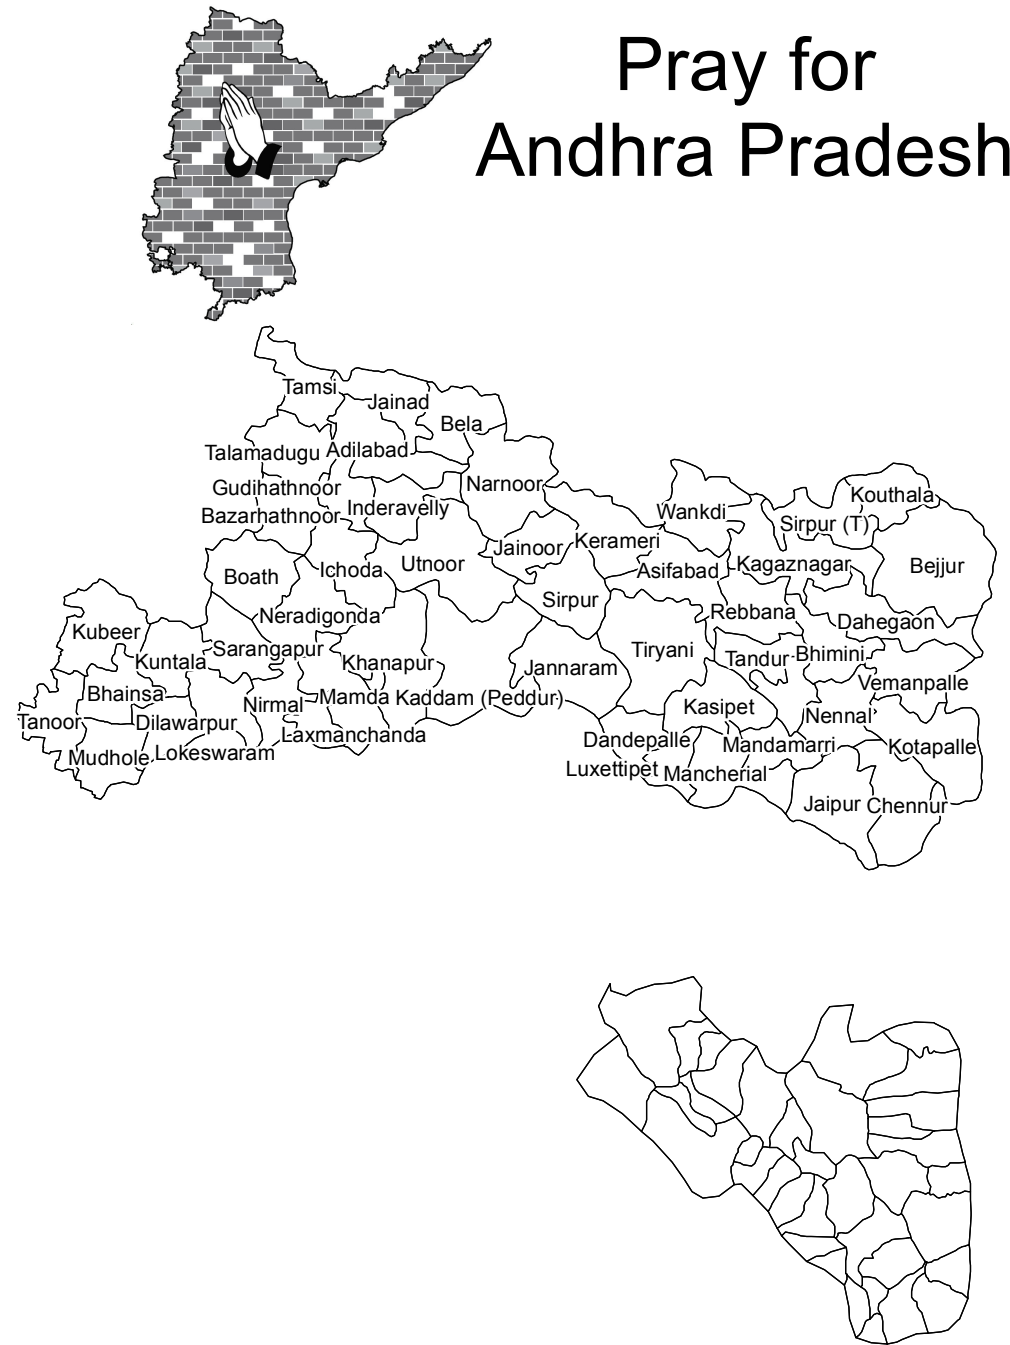 Pray for
Andhra Pradesh
Tamsi
Jainad
Bela
Talamadugu
Adilabad
Gudihathnoor
Narnoor
Inderavelly
Bazarhathnoor
Wankdi
Kouthala
Sirpur (T)
Jainoor
Kerameri
Boath
Ichoda
Utnoor
Asifabad
Kagaznagar
Bejjur
Sirpur
Neradigonda
Rebbana
Dahegaon
Kubeer
Kuntala
Sarangapur
Khanapur
Jannaram
Tiryani
Tandur
Bhimini
Vemanpalle
Bhainsa
Nirmal
Mamda
Kaddam (Peddur)
Kasipet
Nennal
Tanoor
Dilawarpur
Laxmanchanda
Dandepalle
Mandamarri
Kotapalle
Mudhole
Lokeswaram
Luxettipet
Mancherial
Jaipur
Chennur